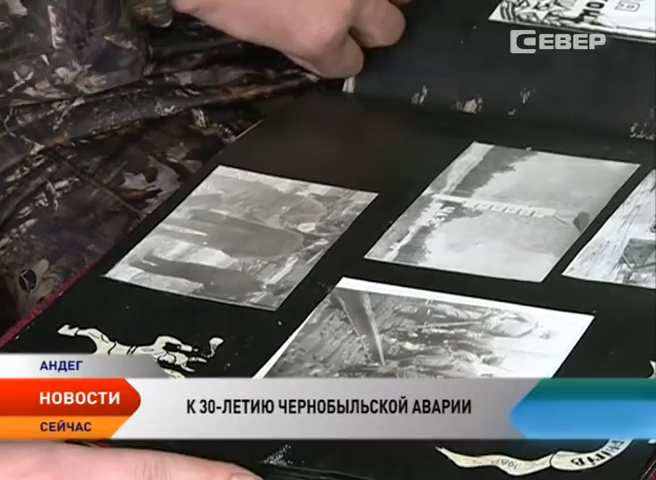 СЕВЕР
АНДЕГ
НОВОСТИ
К 30-ЛЕТИЮ ЧЕРНОБЫЛЬСКОЙ АВАРИИ
СЕЙЧАС